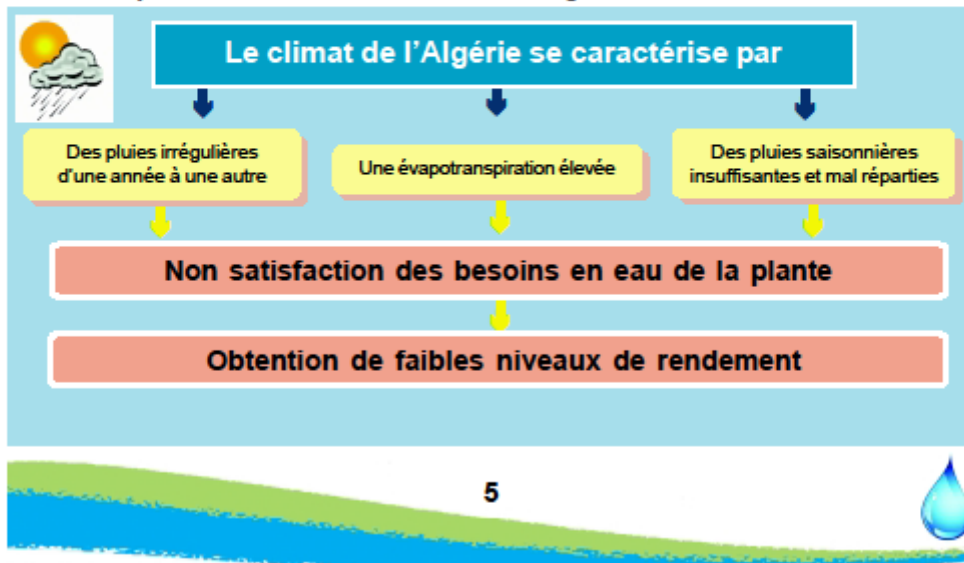 Le climat de l'Algérie se caractérise par
Des pluies irrégulières
d'une année à une autre
Une évapotranspiration élevée
Des pluies saisonnières
insuffisantes et mal réparties
Non satisfaction des besoins en eau de la plante
Obtention de faibles niveaux de rendement
5